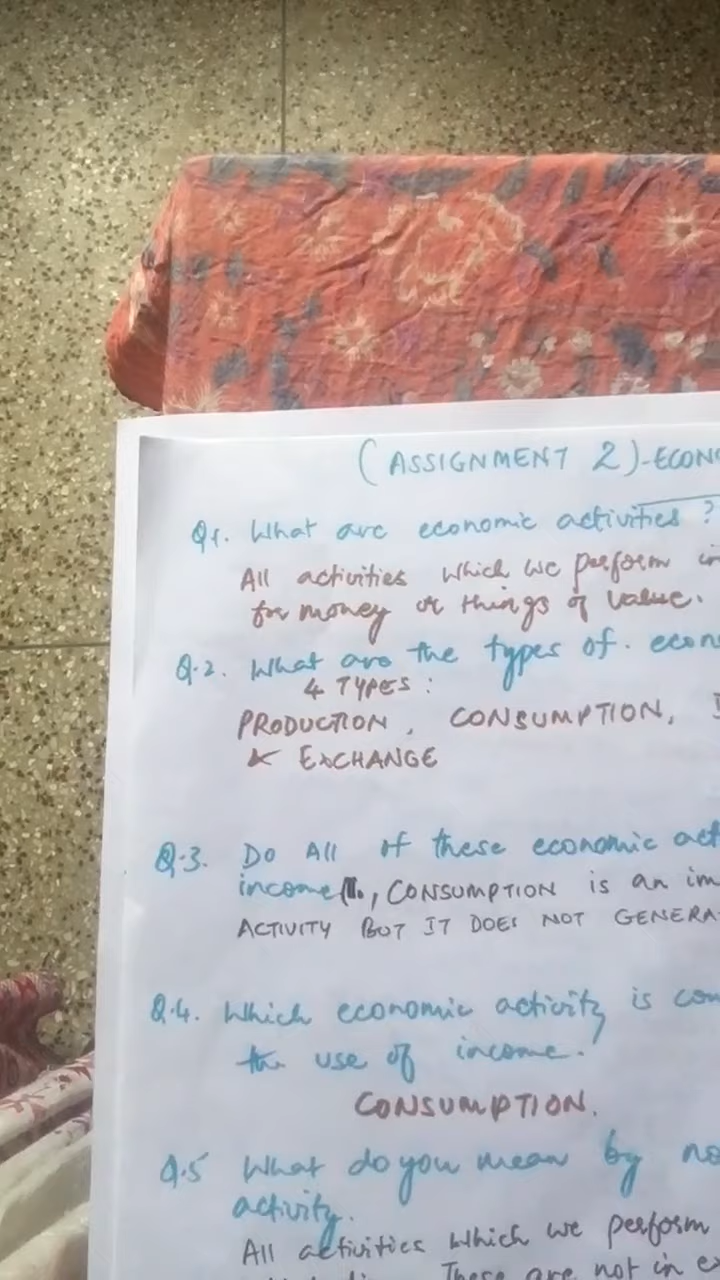 (ASSIGNMENT 2)-ECON
Q1. What are economic activities ?
All activities which we perform in
for money or things of value.
Q.2. What are the types of. econ
4 TYPES :
PRODUCTION, CONSUMPTION,
& EXCHANGE
Q.3. Do All of these economic act
income, CONSUMPTION is an im
ACTIVITY BUT IT DOES NOT GENERA
Q.4. Which economic activity is con
the use of income.
CONSUMPTION.
Q.5 What do you mean by no
activity.
All activities which we perform
These are not in ex